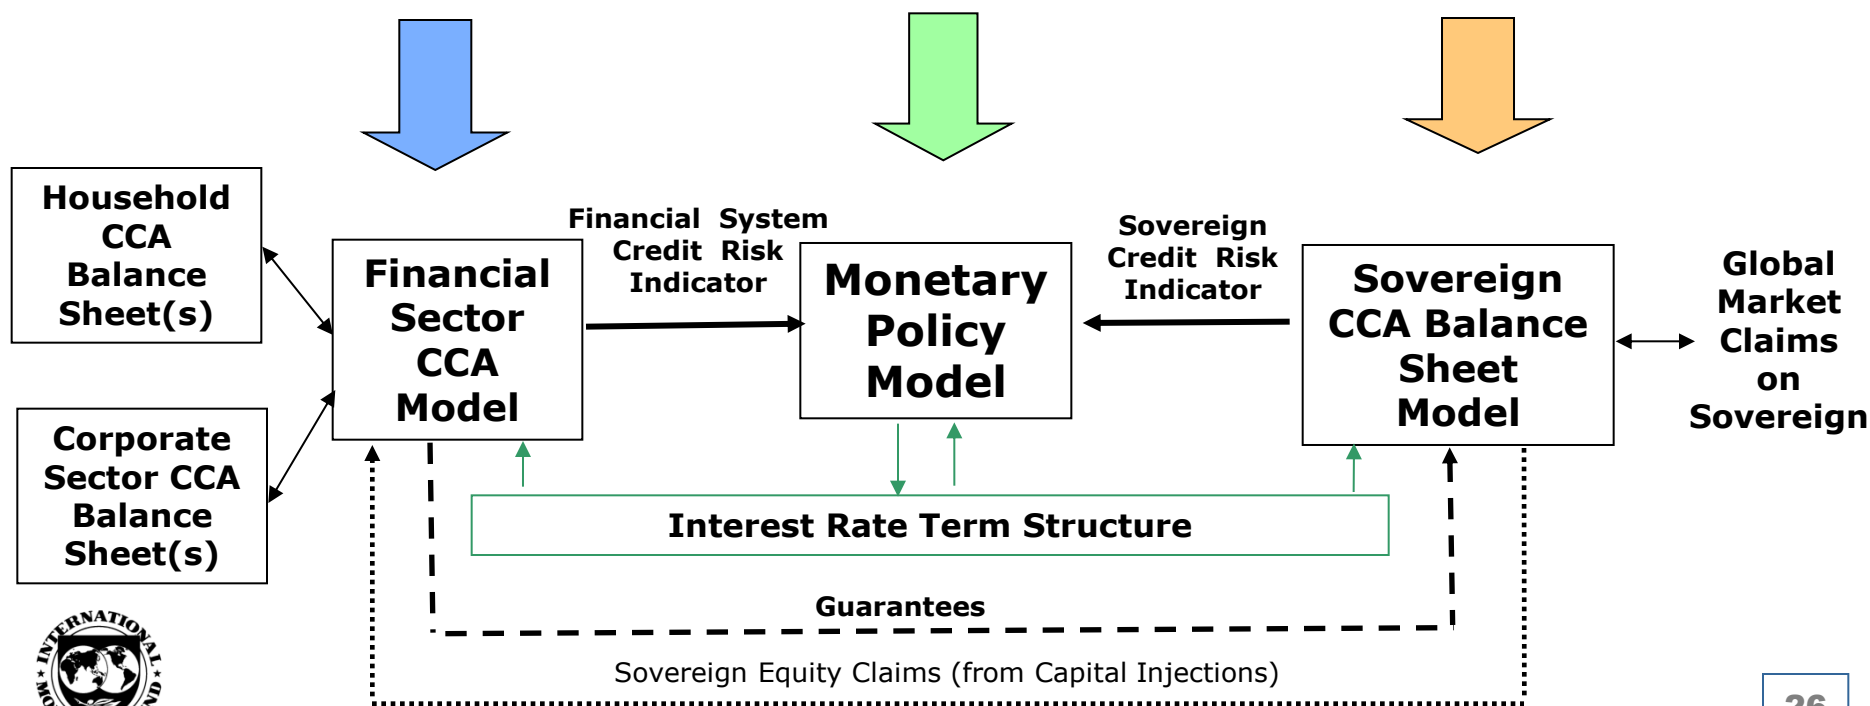 Household
CCA
Balance
Sheet(s)
Corporate
Sector CCA
Balance
Sheet(s)
Financial
Sector
CCA
Model
Financial System
Credit Risk
Indicator
Monetary
Policy
Model
Sovereign
Credit Risk
Indicator
Sovereign
CCA Balance
Sheet
Model
Global
Market
Claims
on
Sovereign
Interest Rate Term Structure
Guarantees
Sovereign Equity Claims (from Capital Injections)
INTERNATIONAL
26